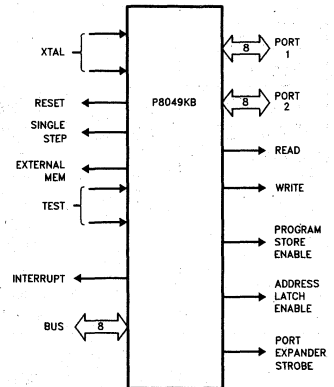 XTAL
RESET
SINGLE
STEP
EXTERNAL
MEM
TEST
INTERRUPT
BUS
8
P8049KB
8
PORT
1
8
PORT
2
READ
WRITE
PROGRAM
STORE
ENABLE
ADDRESS
LATCH
ENABLE
PORT
EXPANDER
STROBE